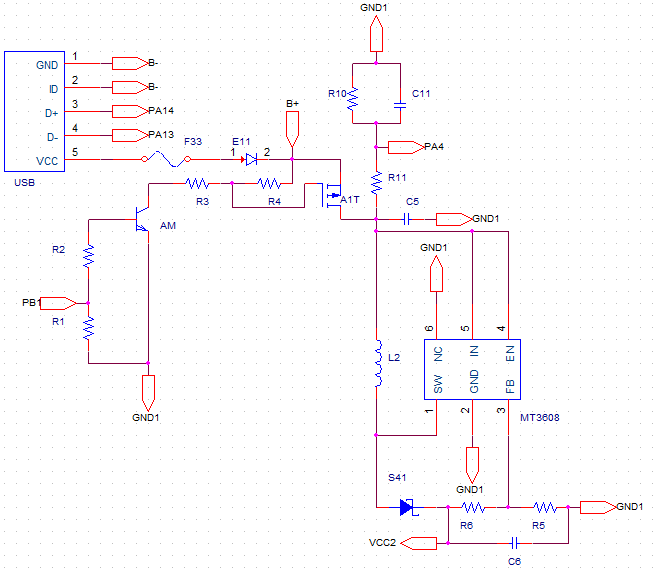 GND1
GND 1 B-
ID 2 B-
D+ 3 PA14
D- 4 PA13
VCC 5
USB
R10
C11
B+
F33
E11
1 2
PA4
R3
R4
A1T
R11
C5
GND1
AM
R2
PB1
R1
GND1
GND1
6 5 4
NC IN EN
SW GND FB
1 2 3
L2
MT3608
GND1
S41
R6
R5
GND1
VCC2
C6